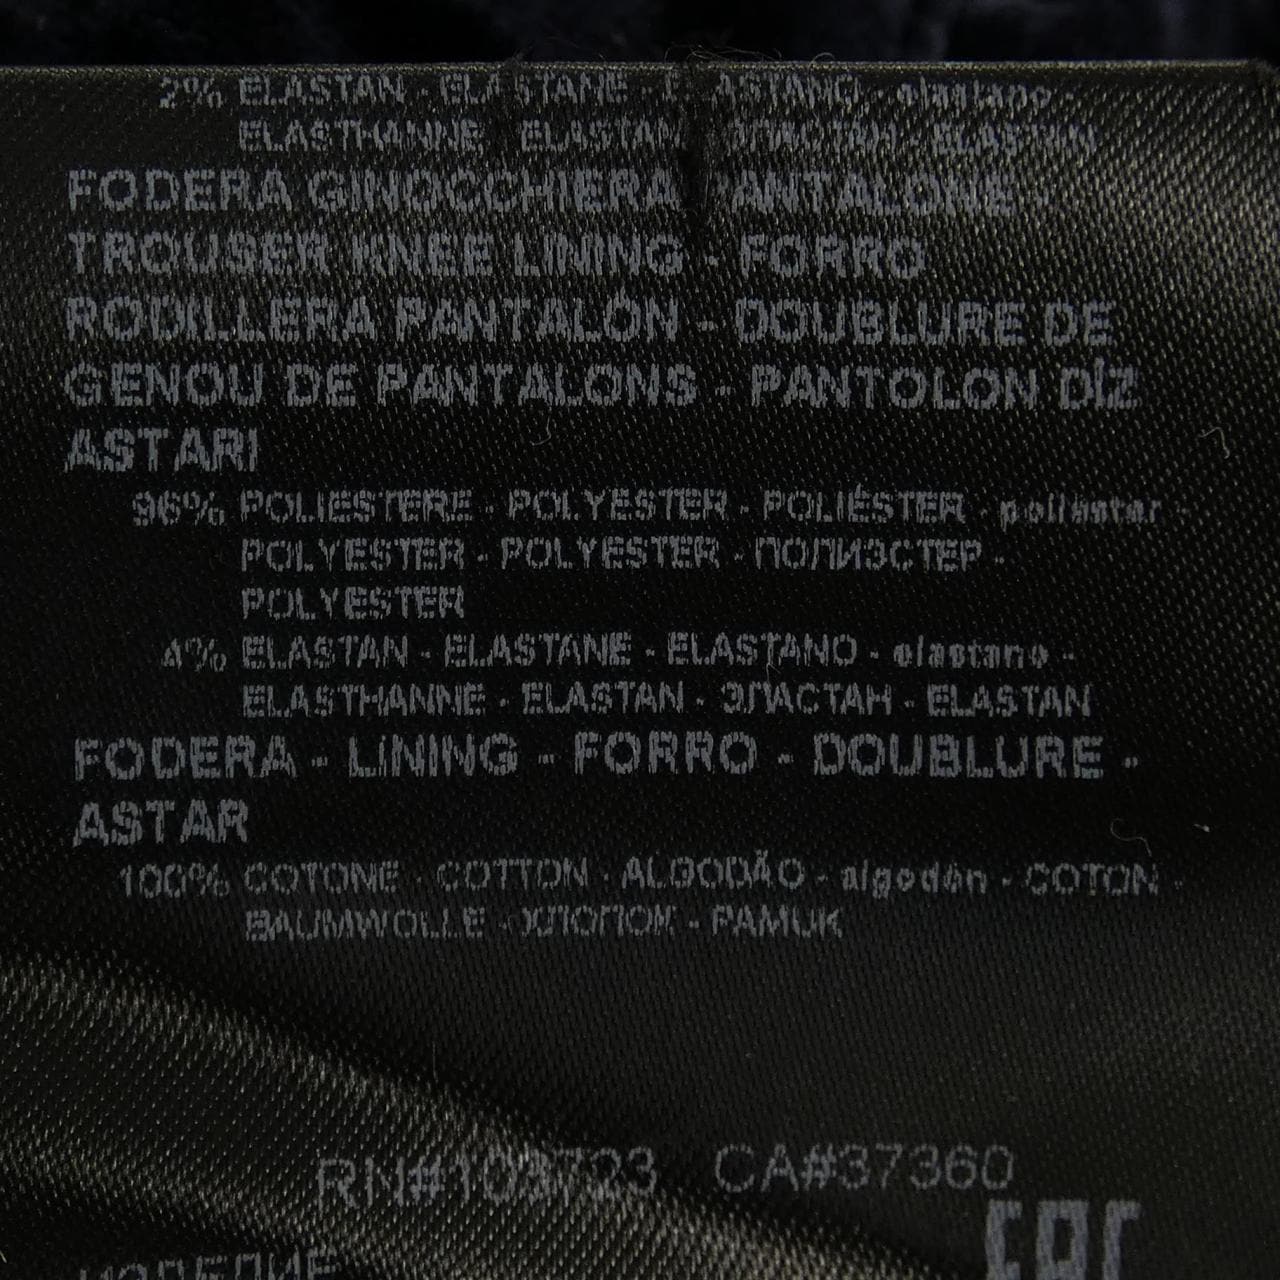 2% ELASTAN - ELASTANE - ELASTANO - elastano -
ELASTHANNE - ELASTAN - ЭЛАСТАН - ELASTAN
FODERA GINOCCHIERA PANTALONE -
TROUSER KNEE LINING - FORRO
RODILLERA PANTALÓN - DOUBLURE DE
GENOU DE PANTALONS - PANTOLON DİZ
ASTARI
96% POLIESTERE - POLYESTER - POLIÉSTER - poliéster -
POLYESTER - POLYESTER - ПОЛИЭСТЕР -
POLYESTER
4% ELASTAN - ELASTANE - ELASTANO - elastano -
ELASTHANNE - ELASTAN - ЭЛАСТАН - ELASTAN
FODERA - LINING - FORRO - DOUBLURE -
ASTAR
100% COTONE - COTTON - ALGODÃO - algodón - COTON -
BAUMWOLLE - ХЛОПОК - PAMUK
RN#103723 CA#37360
EAC
ИЗДЕЛИЕ